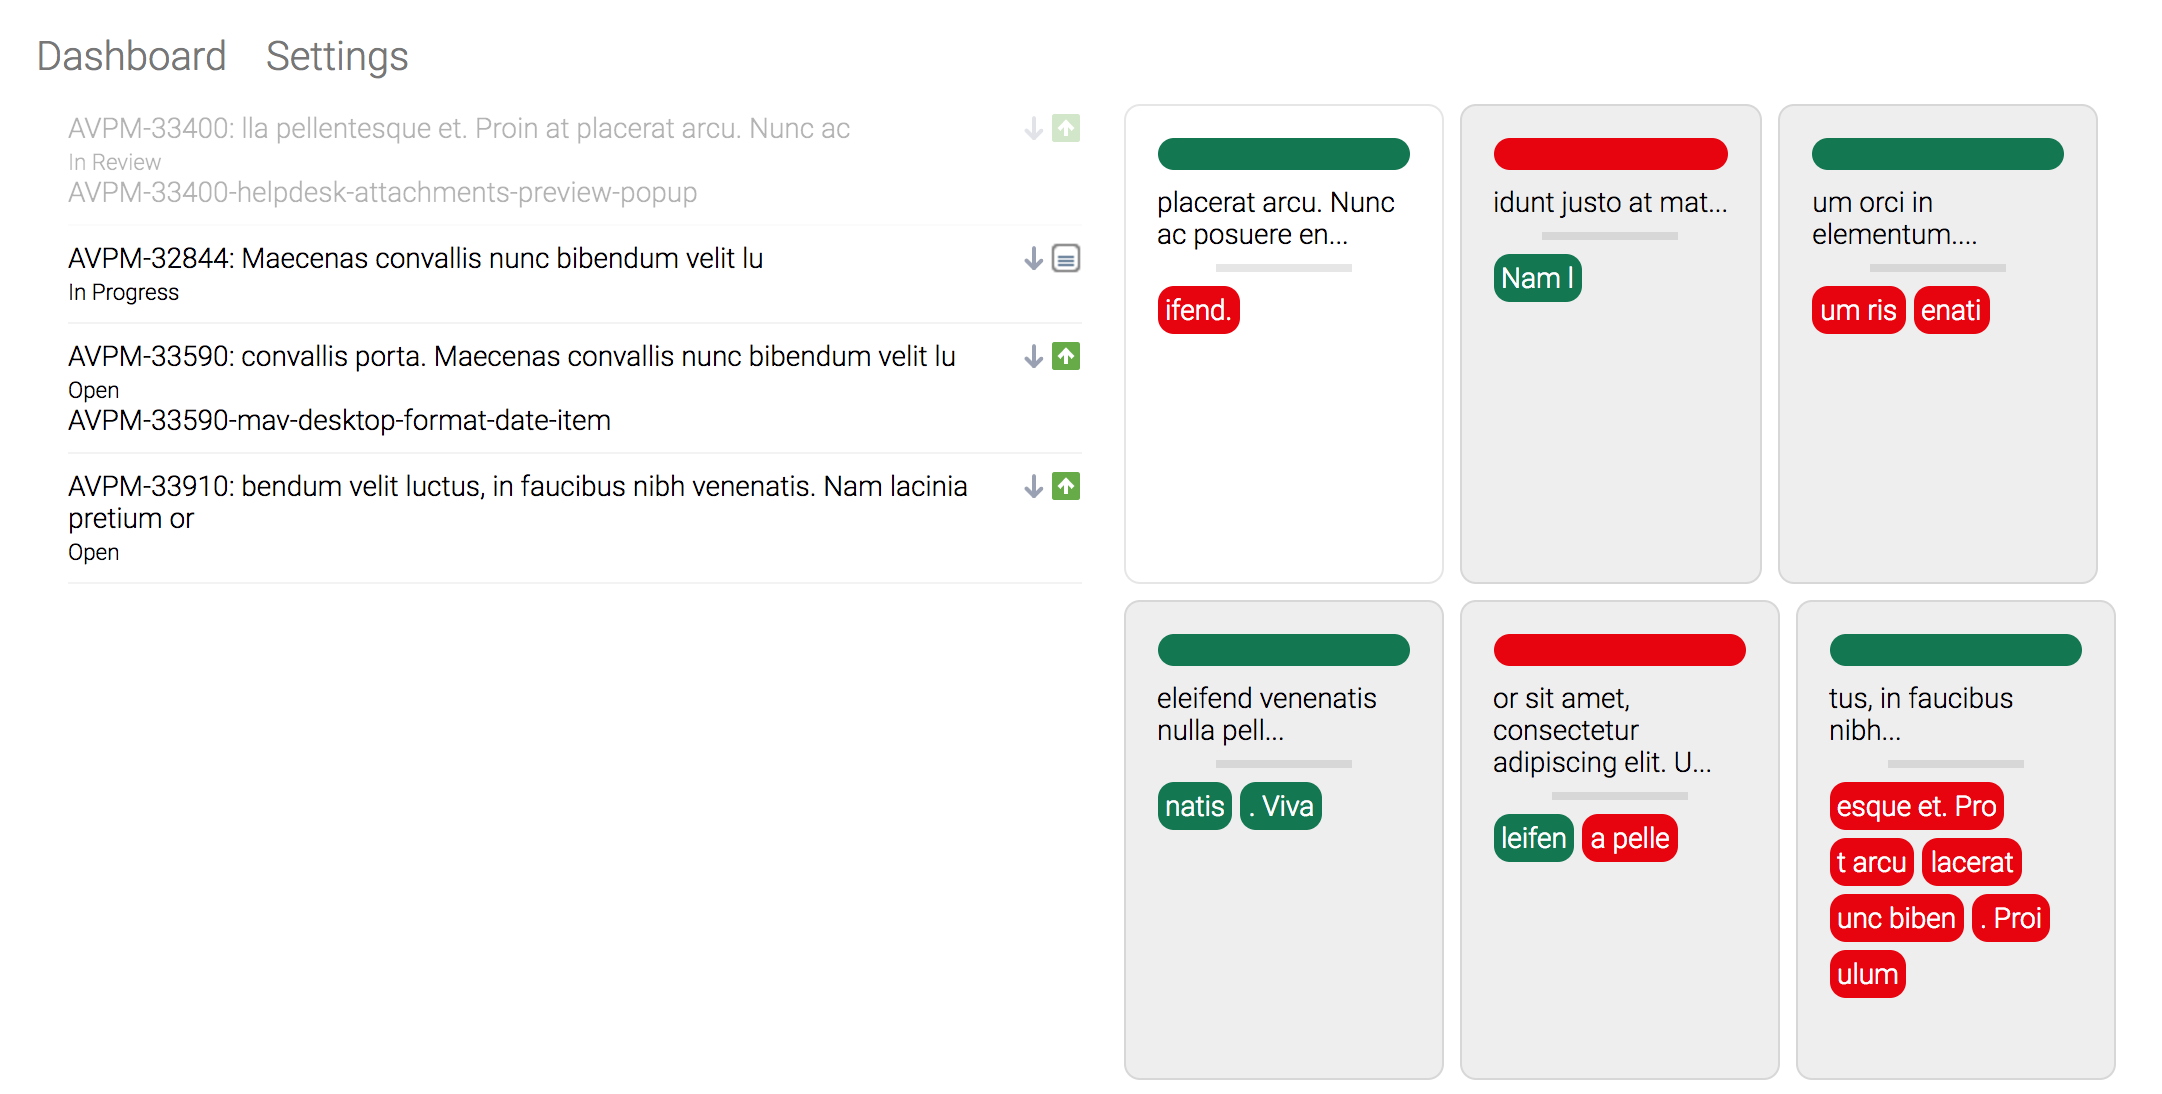 Dashboard Settings
AVPM-33400: lla pellentesque et. Proin at placerat arcu. Nunc ac
In Review
AVPM-33400-helpdesk-attachments-preview-popup
AVPM-32844: Maecenas convallis nunc bibendum velit lu
In Progress
AVPM-33590: convallis porta. Maecenas convallis nunc bibendum velit lu
Open
AVPM-33590-mav-desktop-format-date-item
AVPM-33910: bendum velit luctus, in faucibus nibh venenatis. Nam lacinia
pretium or
Open
placerat arcu. Nunc
ac posuere en...
ifend.
idunt justo at mat...
Nam l
um orci in
elementum....
um ris enati
eleifend venenatis
nulla pell...
natis . Viva
or sit amet,
consectetur
adipiscing elit. U...
leifen a pelle
tus, in faucibus
nibh...
esque et. Pro
t arcu lacerat
unc biben . Proi
ulum